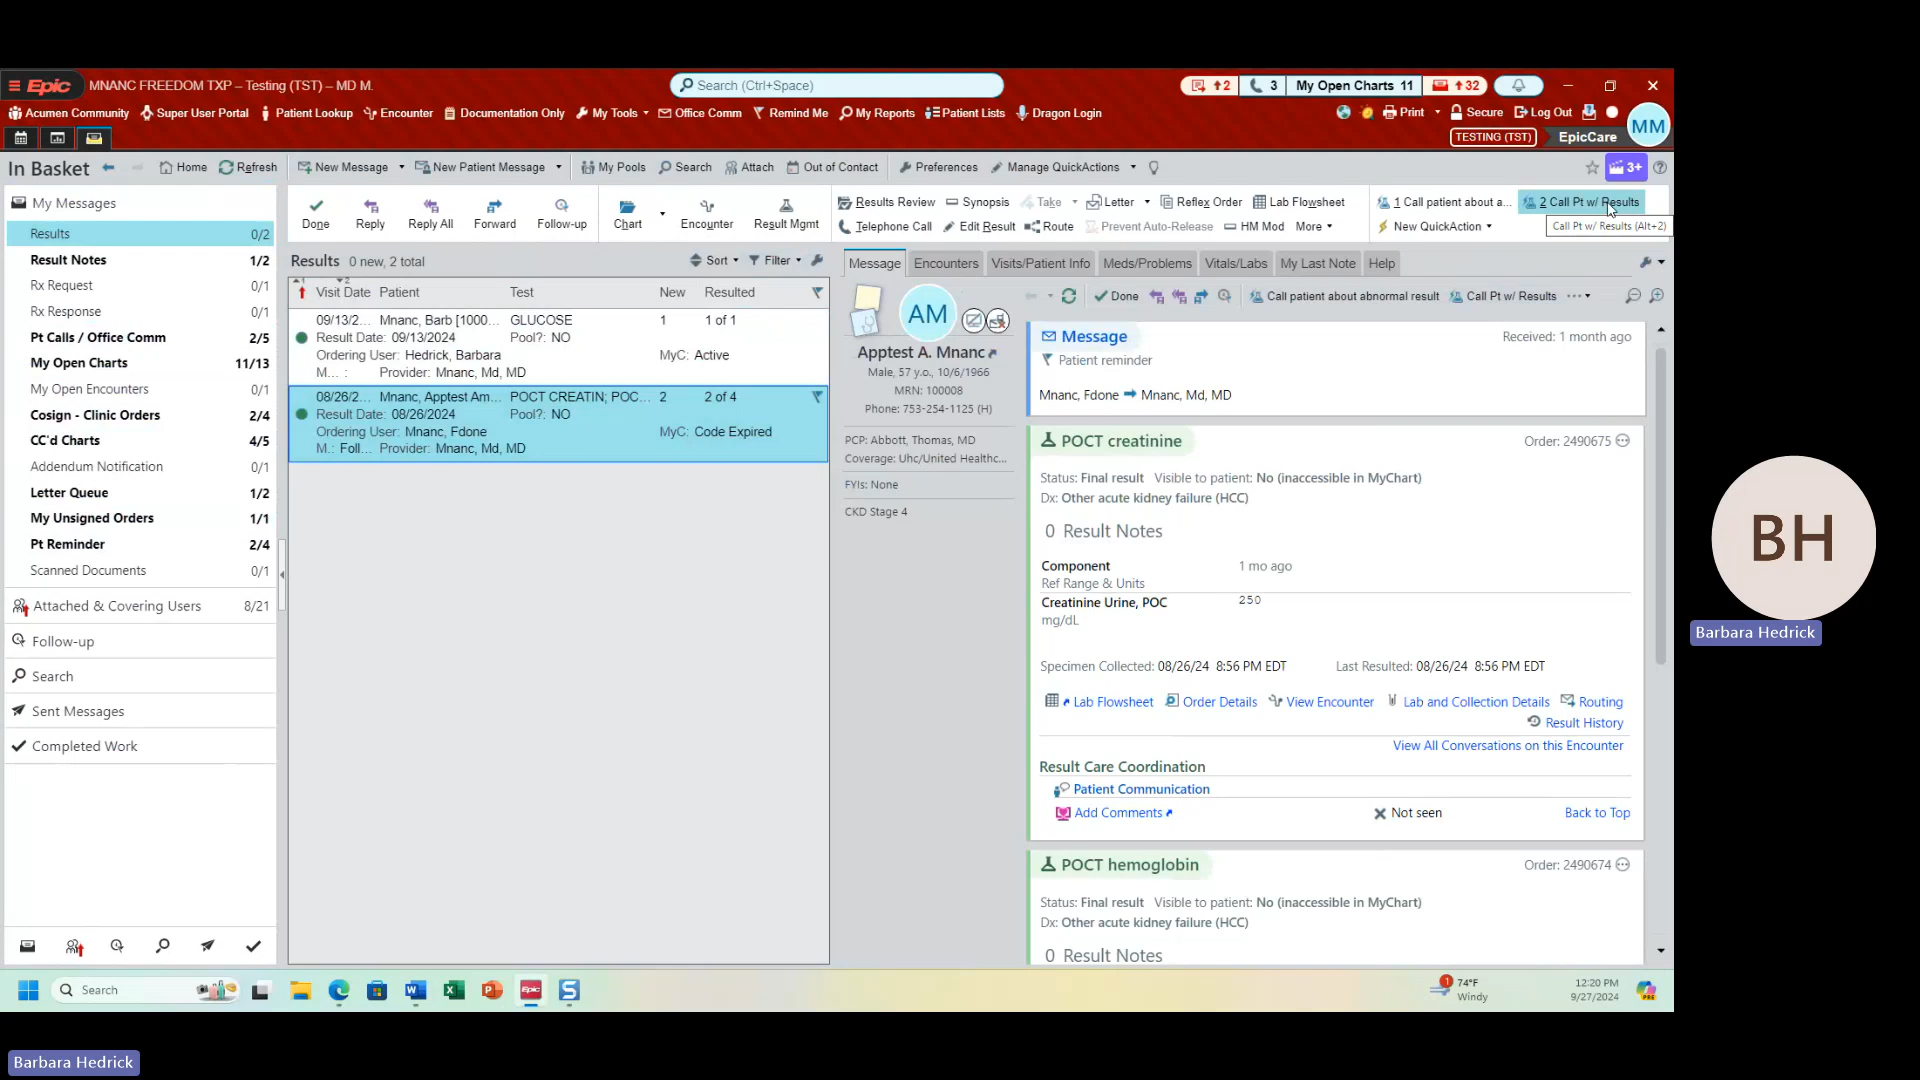 Epic MNANC FREEDOM TXP – Testing (TST) – MD M. Search (Ctrl+Space) 2 3 My Open Charts 11 32
Acumen Community Super User Portal Patient Lookup Encounter Documentation Only My Tools Office Comm Remind Me My Reports Patient Lists Dragon Login Print Secure Log Out MM
TESTING (TST) EpicCare
In Basket Home Refresh New Message New Patient Message My Pools Search Attach Out of Contact Preferences Manage QuickActions 3+
My Messages
Results 0/2
Result Notes 1/2
Rx Request 0/1
Rx Response 0/1
Pt Calls / Office Comm 2/5
My Open Charts 11/13
My Open Encounters 0/1
Cosign - Clinic Orders 2/4
CC'd Charts 4/5
Addendum Notification 0/1
Letter Queue 1/2
My Unsigned Orders 1/1
Pt Reminder 2/4
Scanned Documents 0/1
Attached & Covering Users 8/21
Follow-up
Search
Sent Messages
Completed Work
Done Reply Reply All Forward Follow-up Chart Encounter Result Mgmt
Results Review Synopsis Take Letter Reflex Order Lab Flowsheet
Telephone Call Edit Result Route Prevent Auto-Release HM Mod More
1 Call patient about a... 2 Call Pt w/ Results
New QuickAction Call Pt w/ Results (Alt+2)
Results 0 new, 2 total Sort Filter
1 2
Visit Date Patient Test New Resulted
09/13/2... Mnanc, Barb [1000... GLUCOSE 1 1 of 1
Result Date: 09/13/2024 Pool?: NO
Ordering User: Hedrick, Barbara MyC: Active
M... : Provider: Mnanc, Md, MD
08/26/2... Mnanc, Apptest Am... POCT CREATIN; POC... 2 2 of 4
Result Date: 08/26/2024 Pool?: NO
Ordering User: Mnanc, Fdone MyC: Code Expired
M.: Foll... Provider: Mnanc, Md, MD
Message Encounters Visits/Patient Info Meds/Problems Vitals/Labs My Last Note Help
Done Call patient about abnormal result Call Pt w/ Results
AM
Apptest A. Mnanc
Male, 57 y.o., 10/6/1966
MRN: 100008
Phone: 753-254-1125 (H)
PCP: Abbott, Thomas, MD
Coverage: Uhc/United Healthc...
FYIs: None
CKD Stage 4
Message Received: 1 month ago
Patient reminder
Mnanc, Fdone Mnanc, Md, MD
POCT creatinine Order: 2490675
Status: Final result Visible to patient: No (inaccessible in MyChart)
Dx: Other acute kidney failure (HCC)
0 Result Notes
Component 1 mo ago
Ref Range & Units
Creatinine Urine, POC 250
mg/dL
Specimen Collected: 08/26/24 8:56 PM EDT Last Resulted: 08/26/24 8:56 PM EDT
Lab Flowsheet Order Details View Encounter Lab and Collection Details Routing
Result History
View All Conversations on this Encounter
Result Care Coordination
Patient Communication
Add Comments Not seen Back to Top
POCT hemoglobin Order: 2490674
Status: Final result Visible to patient: No (inaccessible in MyChart)
Dx: Other acute kidney failure (HCC)
0 Result Notes
Search Epic 1 74°F 12:20 PM
Windy 9/27/2024 PRE
BH
Barbara Hedrick
Barbara Hedrick